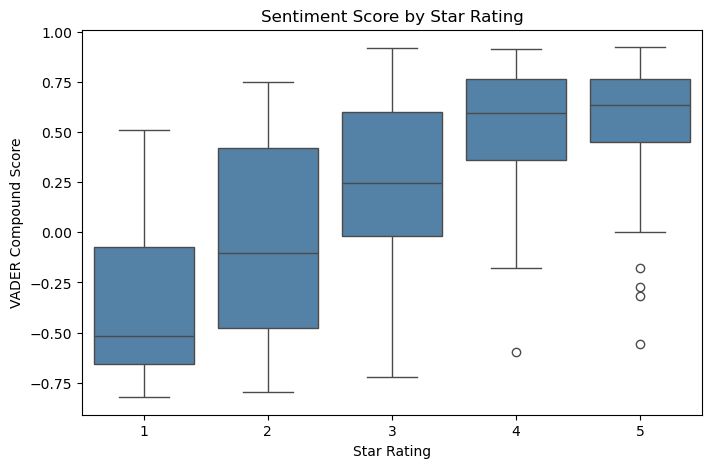 Sentiment Score by Star Rating
VADER Compound Score
1.00
0.75
0.50
0.25
0.00
−0.25
−0.50
−0.75
1 2 3 4 5
Star Rating